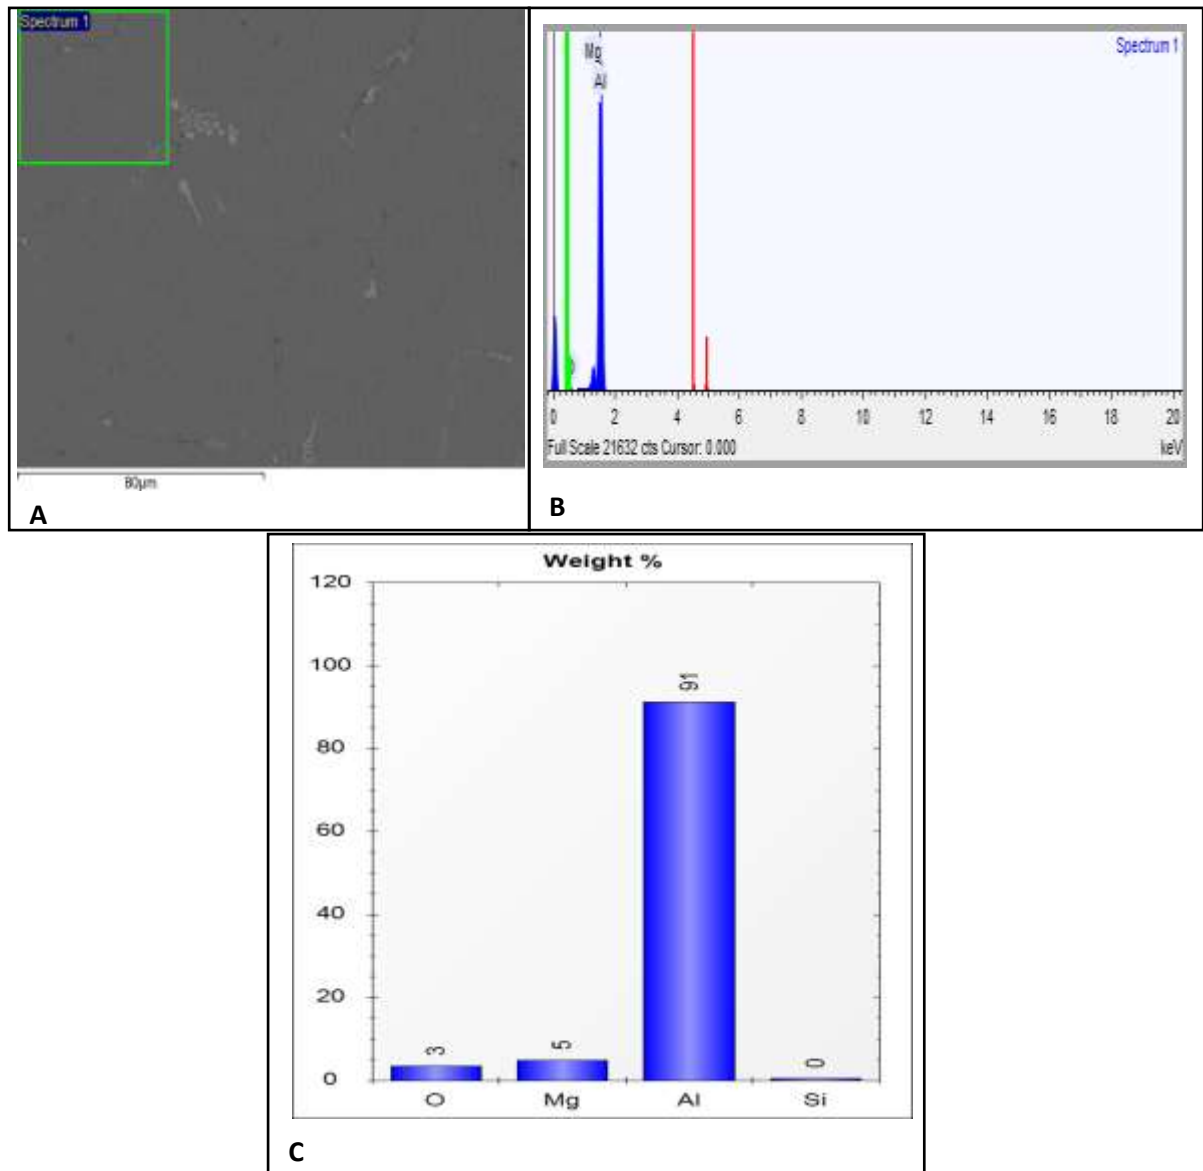 Spectrum 1
80µm
A
Spectrum 1
Mg
Al
0 2 4 6 8 10 12 14 16 18 20
Full Scale 21632 cts Cursor: 0.000 keV
B
Weight %
120
100
80
60
40
20
0
3
5
91
0
O Mg Al Si
C